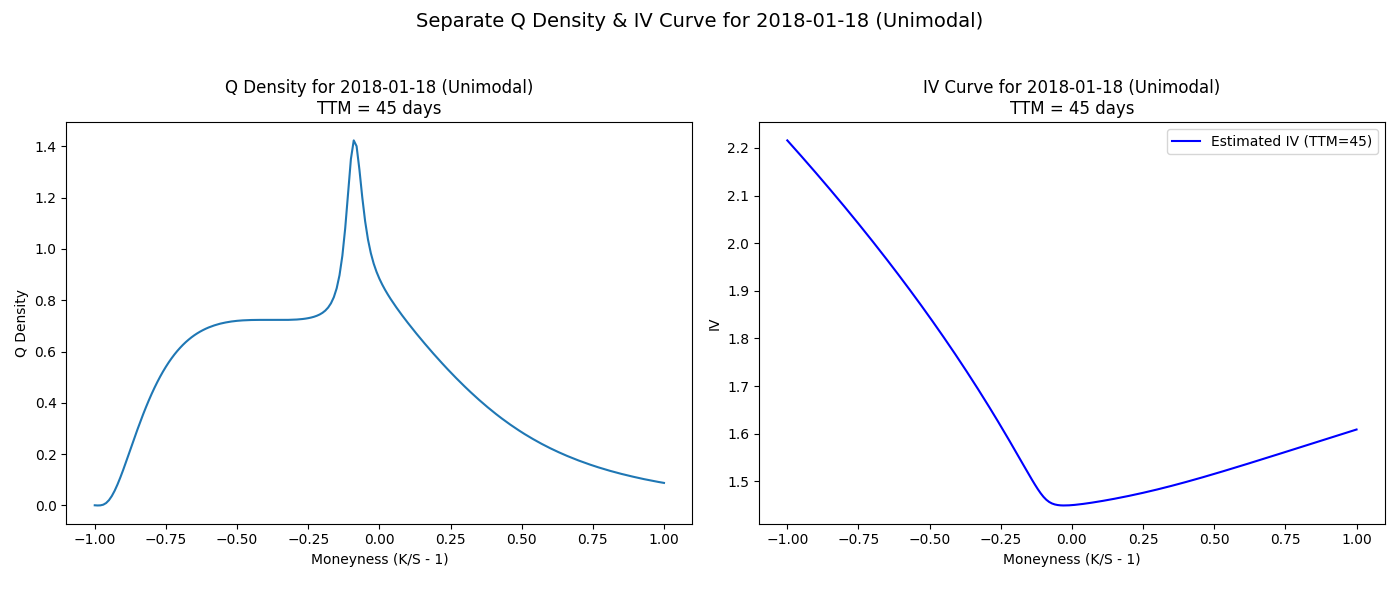 Separate Q Density & IV Curve for 2018-01-18 (Unimodal)
Q Density for 2018-01-18 (Unimodal)
TTM = 45 days
1.4
1.2
1.0
0.8
0.6
0.4
0.2
0.0
Q Density
−1.00 −0.75 −0.50 −0.25 0.00 0.25 0.50 0.75 1.00
Moneyness (K/S - 1)
IV Curve for 2018-01-18 (Unimodal)
TTM = 45 days
Estimated IV (TTM=45)
2.2
2.1
2.0
1.9
1.8
1.7
1.6
1.5
IV
−1.00 −0.75 −0.50 −0.25 0.00 0.25 0.50 0.75 1.00
Moneyness (K/S - 1)